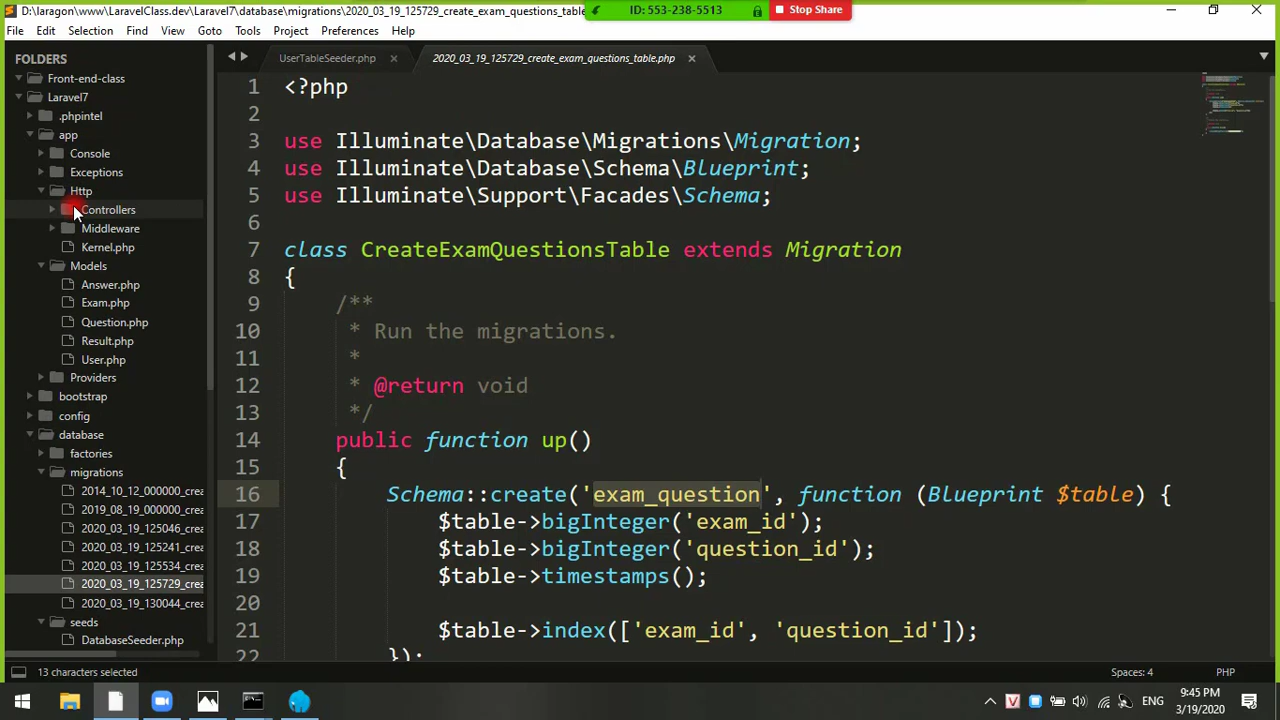 D:\laragon\www\LaravelClass.dev\Laravel7\database\migrations\2020_03_19_125729_create_exam_questions_table
ID: 553-238-5513
Stop Share
File Edit Selection Find View Goto Tools Project Preferences Help
FOLDERS
Front-end-class
Laravel7
.phpintel
app
Console
Exceptions
Http
Controllers
Middleware
Kernel.php
Models
Answer.php
Exam.php
Question.php
Result.php
User.php
Providers
bootstrap
config
database
factories
migrations
2014_10_12_000000_crea
2019_08_19_000000_crea
2020_03_19_125046_crea
2020_03_19_125241_crea
2020_03_19_125534_crea
2020_03_19_125729_crea
2020_03_19_130044_crea
seeds
DatabaseSeeder.php
UserTableSeeder.php
2020_03_19_125729_create_exam_questions_table.php
1 <?php
2
3 use Illuminate\Database\Migrations\Migration;
4 use Illuminate\Database\Schema\Blueprint;
5 use Illuminate\Support\Facades\Schema;
6
7 class CreateExamQuestionsTable extends Migration
8 {
9 /**
10 * Run the migrations.
11 *
12 * @return void
13 */
14 public function up()
15 {
16 Schema::create('exam_question', function (Blueprint $table) {
17 $table->bigInteger('exam_id');
18 $table->bigInteger('question_id');
19 $table->timestamps();
20
21 $table->index(['exam_id', 'question_id']);
22 });
13 characters selected
Spaces: 4
PHP
ENG
9:45 PM
3/19/2020